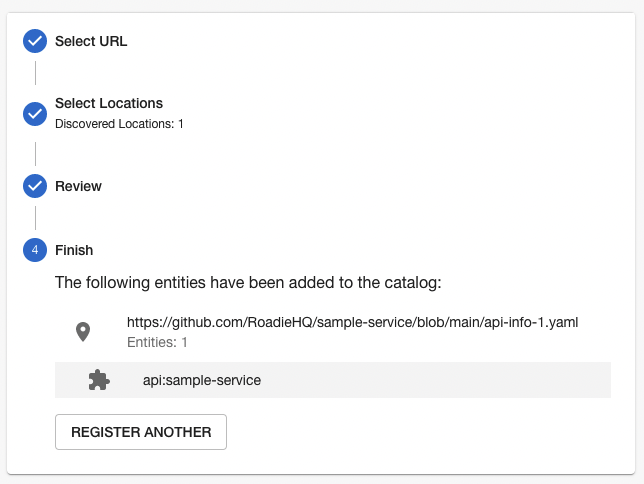 Select URL
Select Locations
Discovered Locations: 1
Review
4 Finish
The following entities have been added to the catalog:
https://github.com/RoadieHQ/sample-service/blob/main/api-info-1.yaml
Entities: 1
api:sample-service
REGISTER ANOTHER